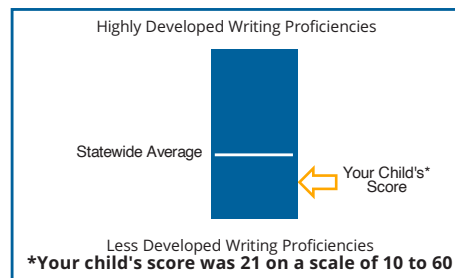 Highly Developed Writing Proficiencies
Statewide Average
Your Child's*
Score
Less Developed Writing Proficiencies
*Your child's score was 21 on a scale of 10 to 60